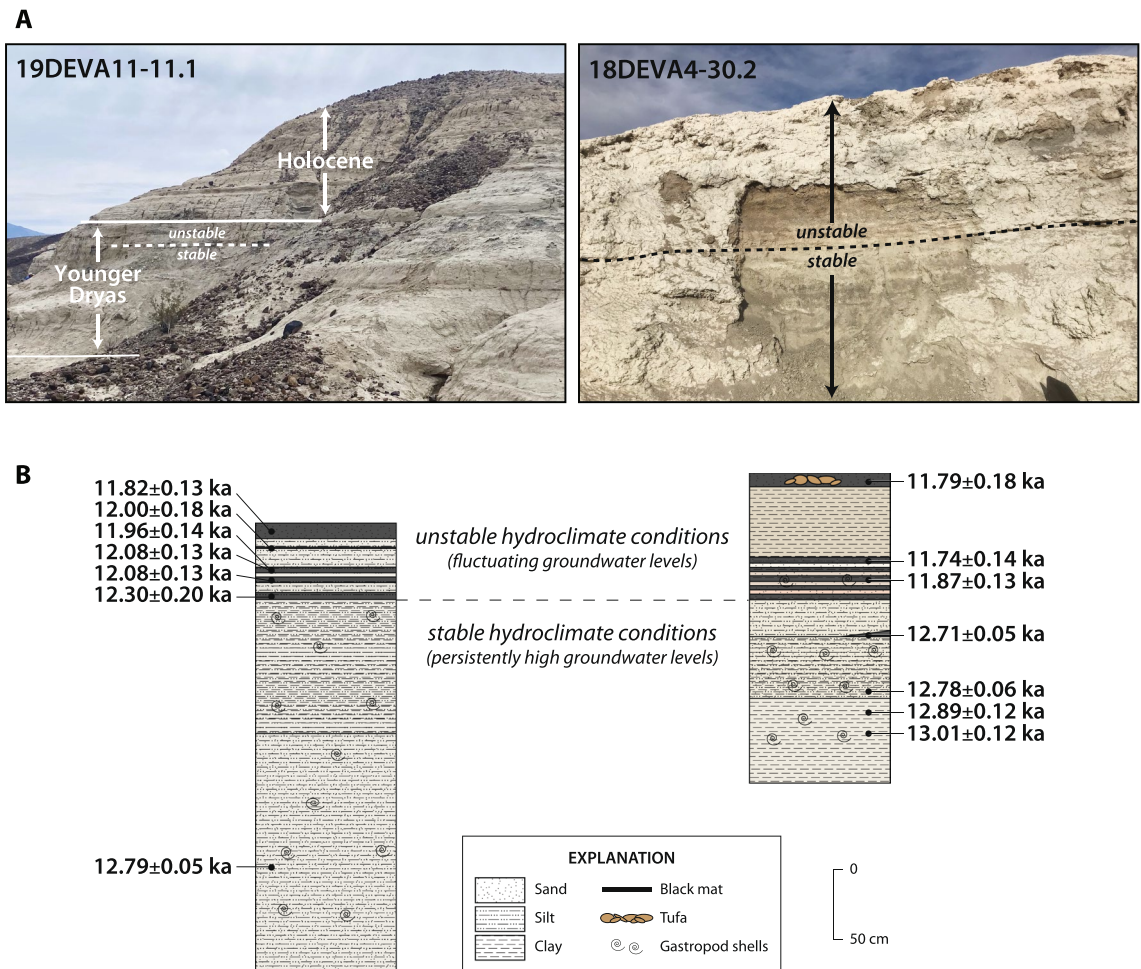 A
19DEVA11-11.1
Holocene
unstable
stable
Younger
Dryas
18DEVA4-30.2
unstable
stable
B
11.82±0.13 ka
12.00±0.18 ka
11.96±0.14 ka
12.08±0.13 ka
12.08±0.13 ka
12.30±0.20 ka
12.79±0.05 ka
unstable hydroclimate conditions
(fluctuating groundwater levels)
stable hydroclimate conditions
(persistently high groundwater levels)
11.79±0.18 ka
11.74±0.14 ka
11.87±0.13 ka
12.71±0.05 ka
12.78±0.06 ka
12.89±0.12 ka
13.01±0.12 ka
EXPLANATION
Sand
Black mat
Silt
Tufa
Clay
Gastropod shells
0
50 cm